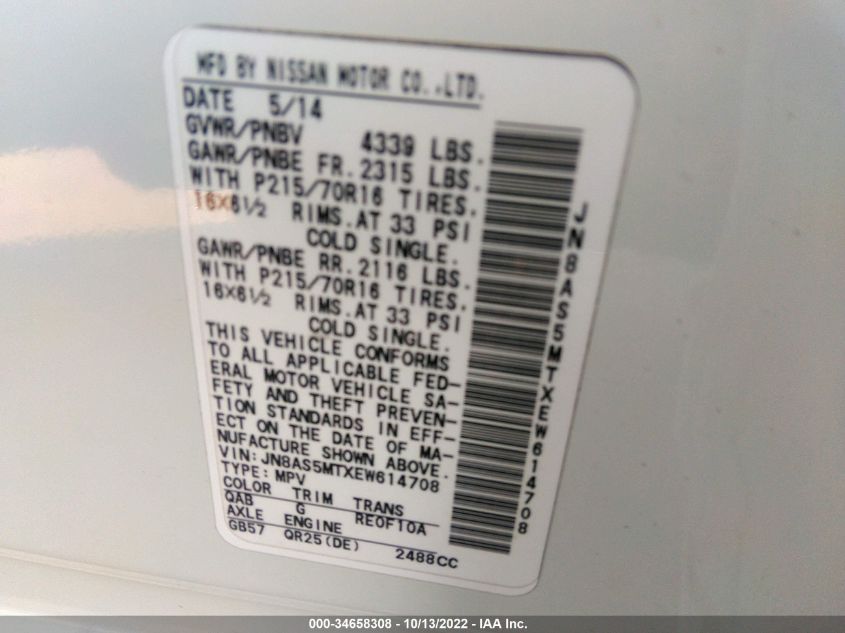 MFD BY NISSAN MOTOR CO.,LTD.
DATE 5/14
GVWR/PNBV 4339 LBS.
GAWR/PNBE FR. 2315 LBS.
WITH P215/70R16 TIRES.
16X6½ RIMS. AT 33 PSI
COLD SINGLE.
GAWR/PNBE RR. 2116 LBS.
WITH P215/70R16 TIRES.
16X6½ RIMS. AT 33 PSI
COLD SINGLE.
THIS VEHICLE CONFORMS
TO ALL APPLICABLE FED-
ERAL MOTOR VEHICLE SA-
FETY AND THEFT PREVEN-
TION STANDARDS IN EFF-
ECT ON THE DATE OF MA-
NUFACTURE SHOWN ABOVE.
VIN:JN8AS5MTXEW614708
TYPE: MPV
COLOR TRIM TRANS
QAB G RE0F10A
AXLE ENGINE
GB57 QR25(DE) 2488CC
JN8AS5MTXEW614708
000-34658308 - 10/13/2022 - IAA Inc.